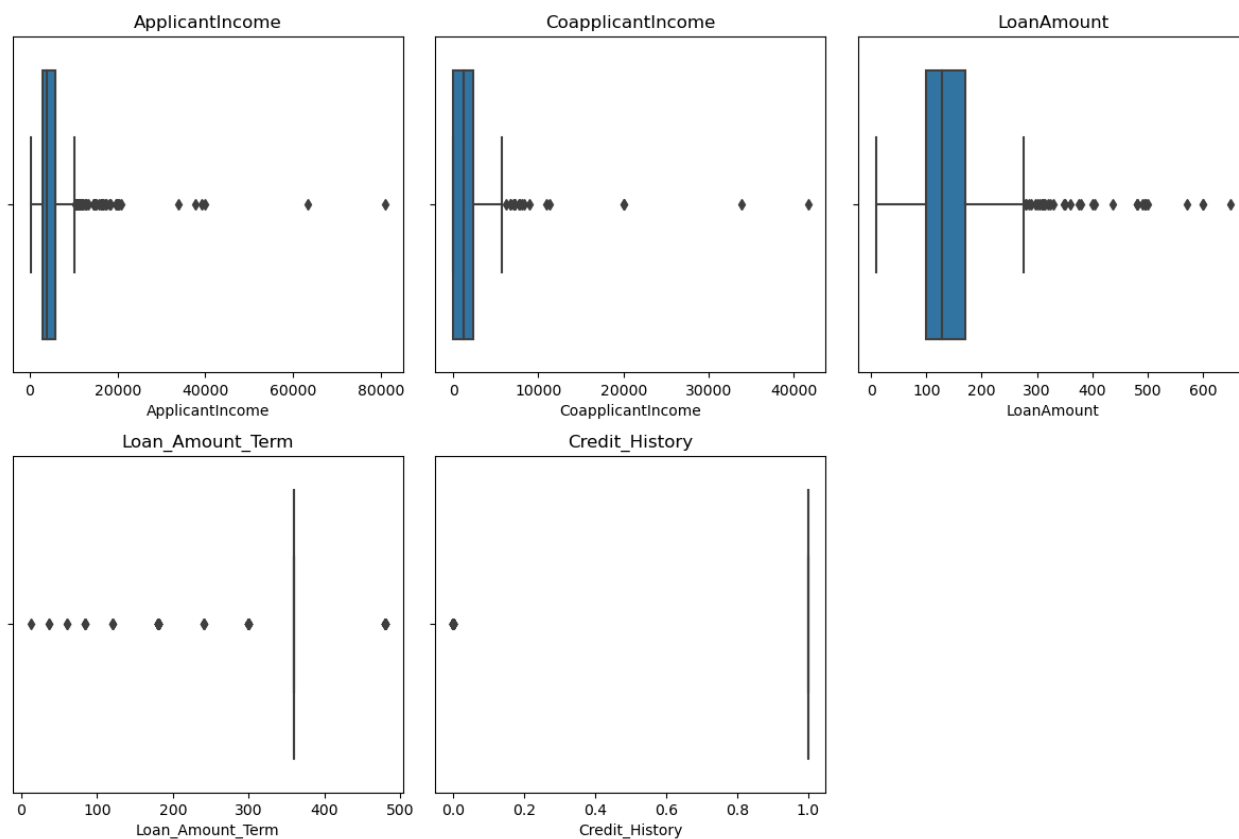 ApplicantIncome
CoapplicantIncome
LoanAmount
0 20000 40000 60000 80000
ApplicantIncome
0 10000 20000 30000 40000
CoapplicantIncome
0 100 200 300 400 500 600
LoanAmount
Loan_Amount_Term
Credit_History
0 100 200 300 400 500
Loan_Amount_Term
0.0 0.2 0.4 0.6 0.8 1.0
Credit_History